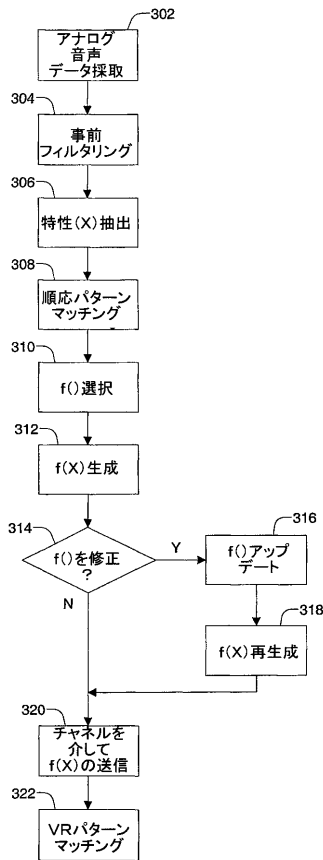 302
アナログ
音声
データ採取
304
事前
フィルタリング
306
特性(X)抽出
308
順応パターン
マッチング
310
f()選択
312
f(X)生成
314
f()を修正
?
Y
N
316
f()アップ
デート
318
f(X)再生成
320
チャネルを
介して
f(X)の送信
322
VRパターン
マッチング